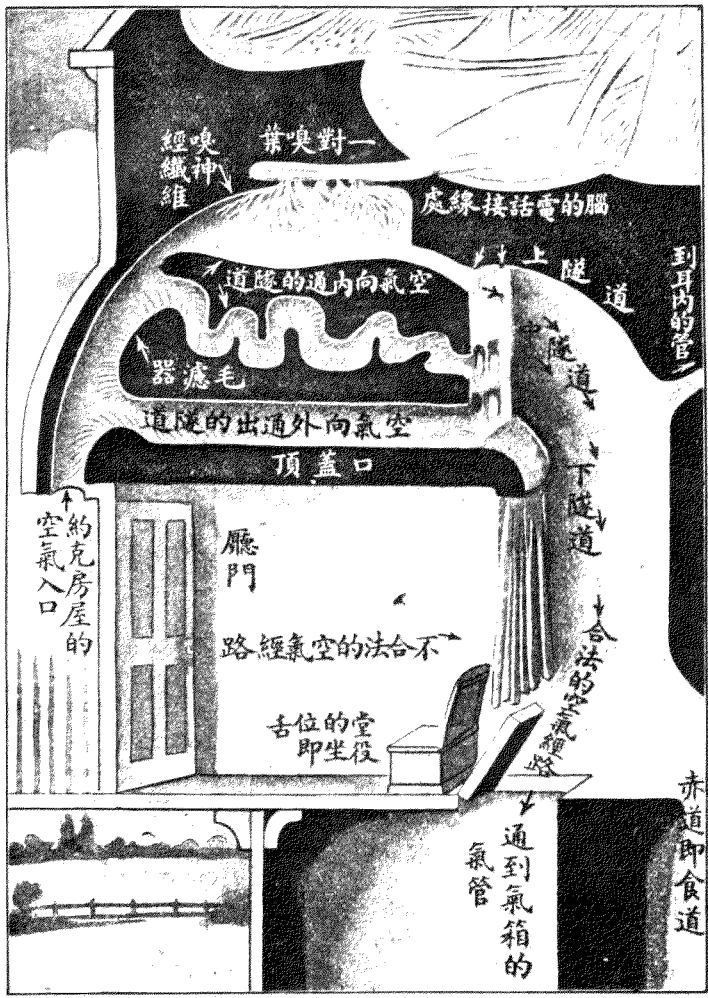 一對嗅葉
嗅神
經纖維
腦的電話接線處
上隧道
到耳內的管
空氣向內通的隧道
中隧道
毛濾器
空氣向外通出的隧道
口蓋頂
下隧道
約克房屋的
空氣入口
廳門
不合法的空氣經路
合法的空氣經路
堂役的坐位即舌
赤道即食道
通到氣箱的
氣管